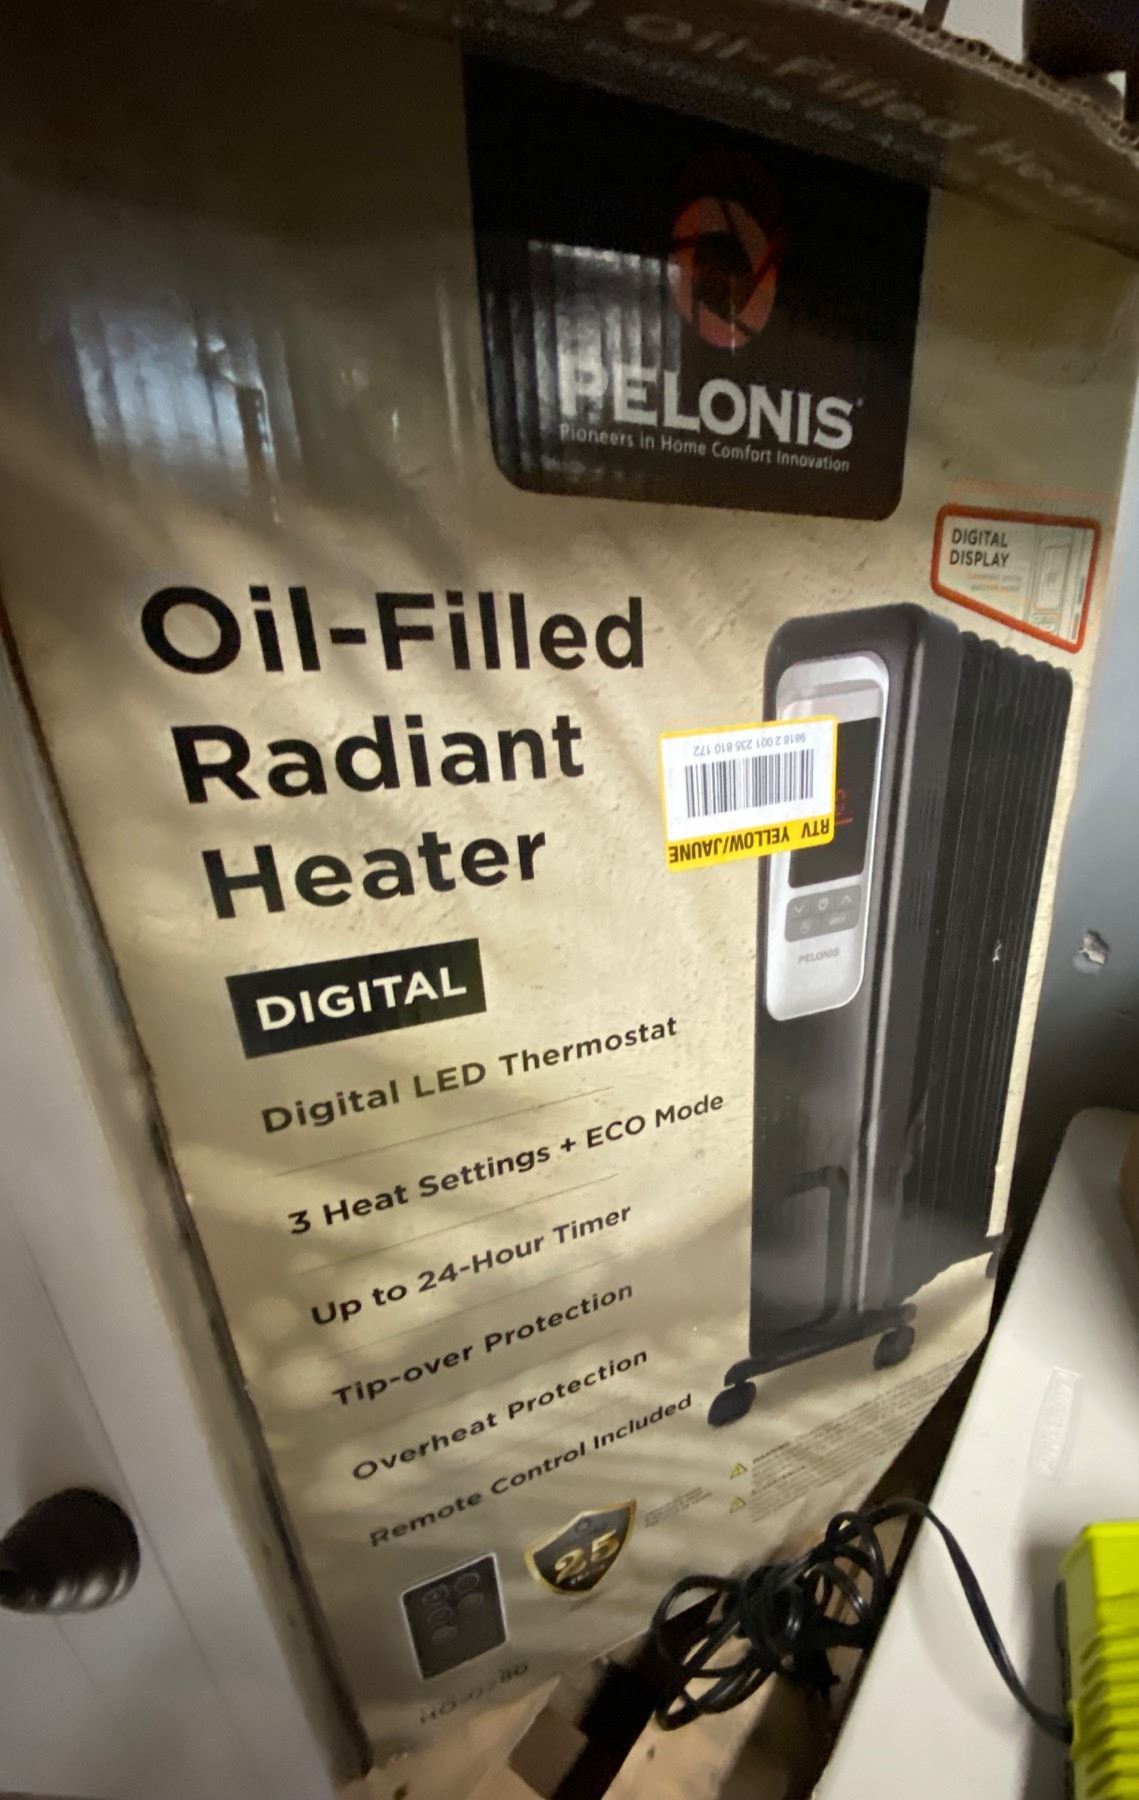 Oil-Filled
PELONIS
Pioneers in Home Comfort Innovation
DIGITAL
DISPLAY
Oil-Filled
Radiant
Heater
DIGITAL
9818 2 001 235 810 172
RTV YELLOW/JAUNE
PELONIS
Digital LED Thermostat
3 Heat Settings + ECO Mode
Up to 24-Hour Timer
Tip-over Protection
Overheat Protection
Remote Control Included
25